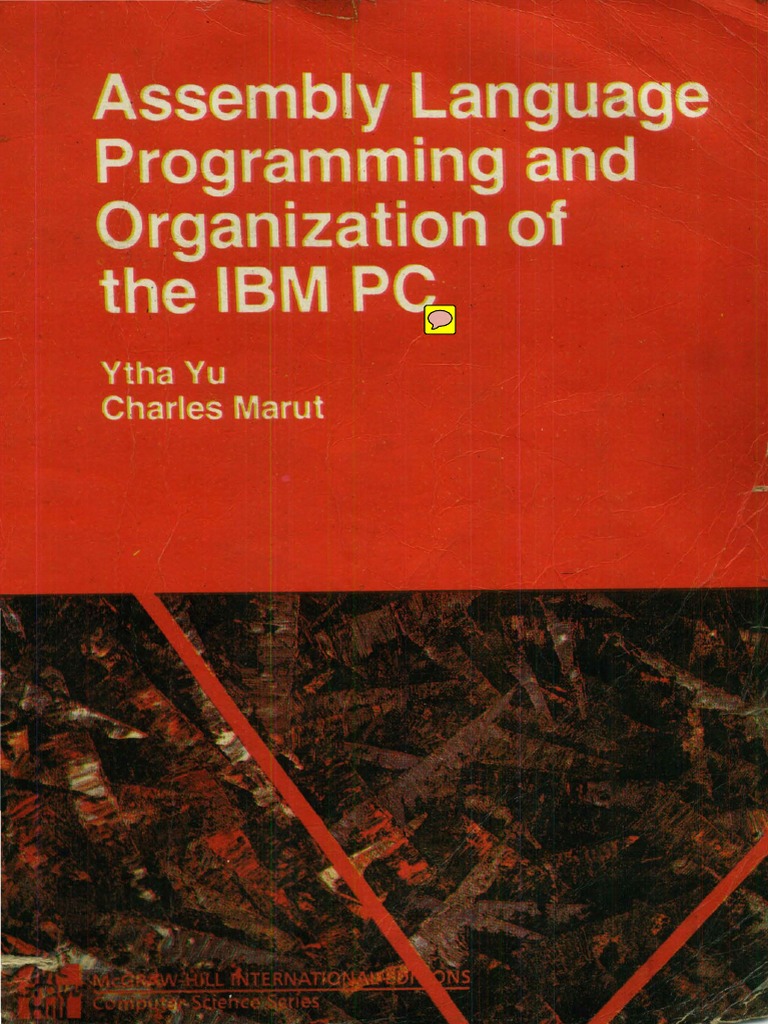 Assembly Language
Programming and
Organization of
the IBM PC
Ytha Yu
Charles Marut
McGRAW-HILL INTERNATIONAL EDITIONS
Computer Science Series